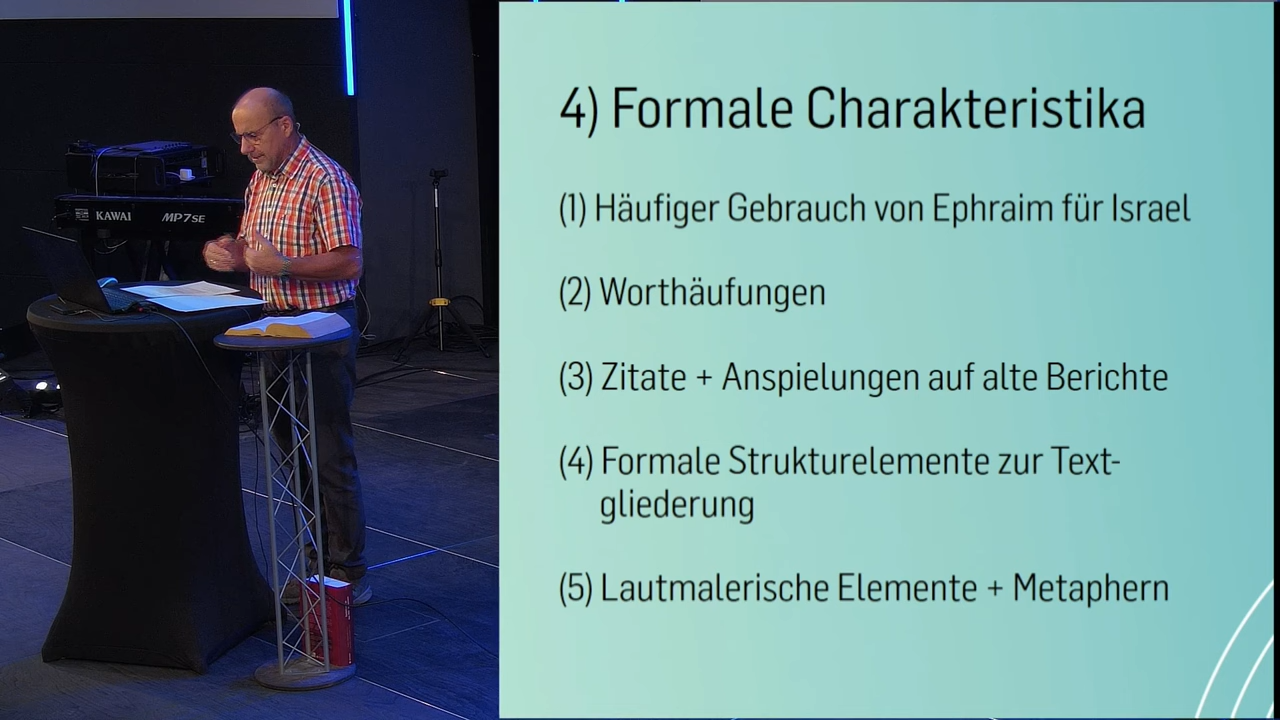 KAWAI MP7SE
4) Formale Charakteristika
(1) Häufiger Gebrauch von Ephraim für Israel
(2) Worthäufungen
(3) Zitate + Anspielungen auf alte Berichte
(4) Formale Strukturelemente zur Text-
gliederung
(5) Lautmalerische Elemente + Metaphern